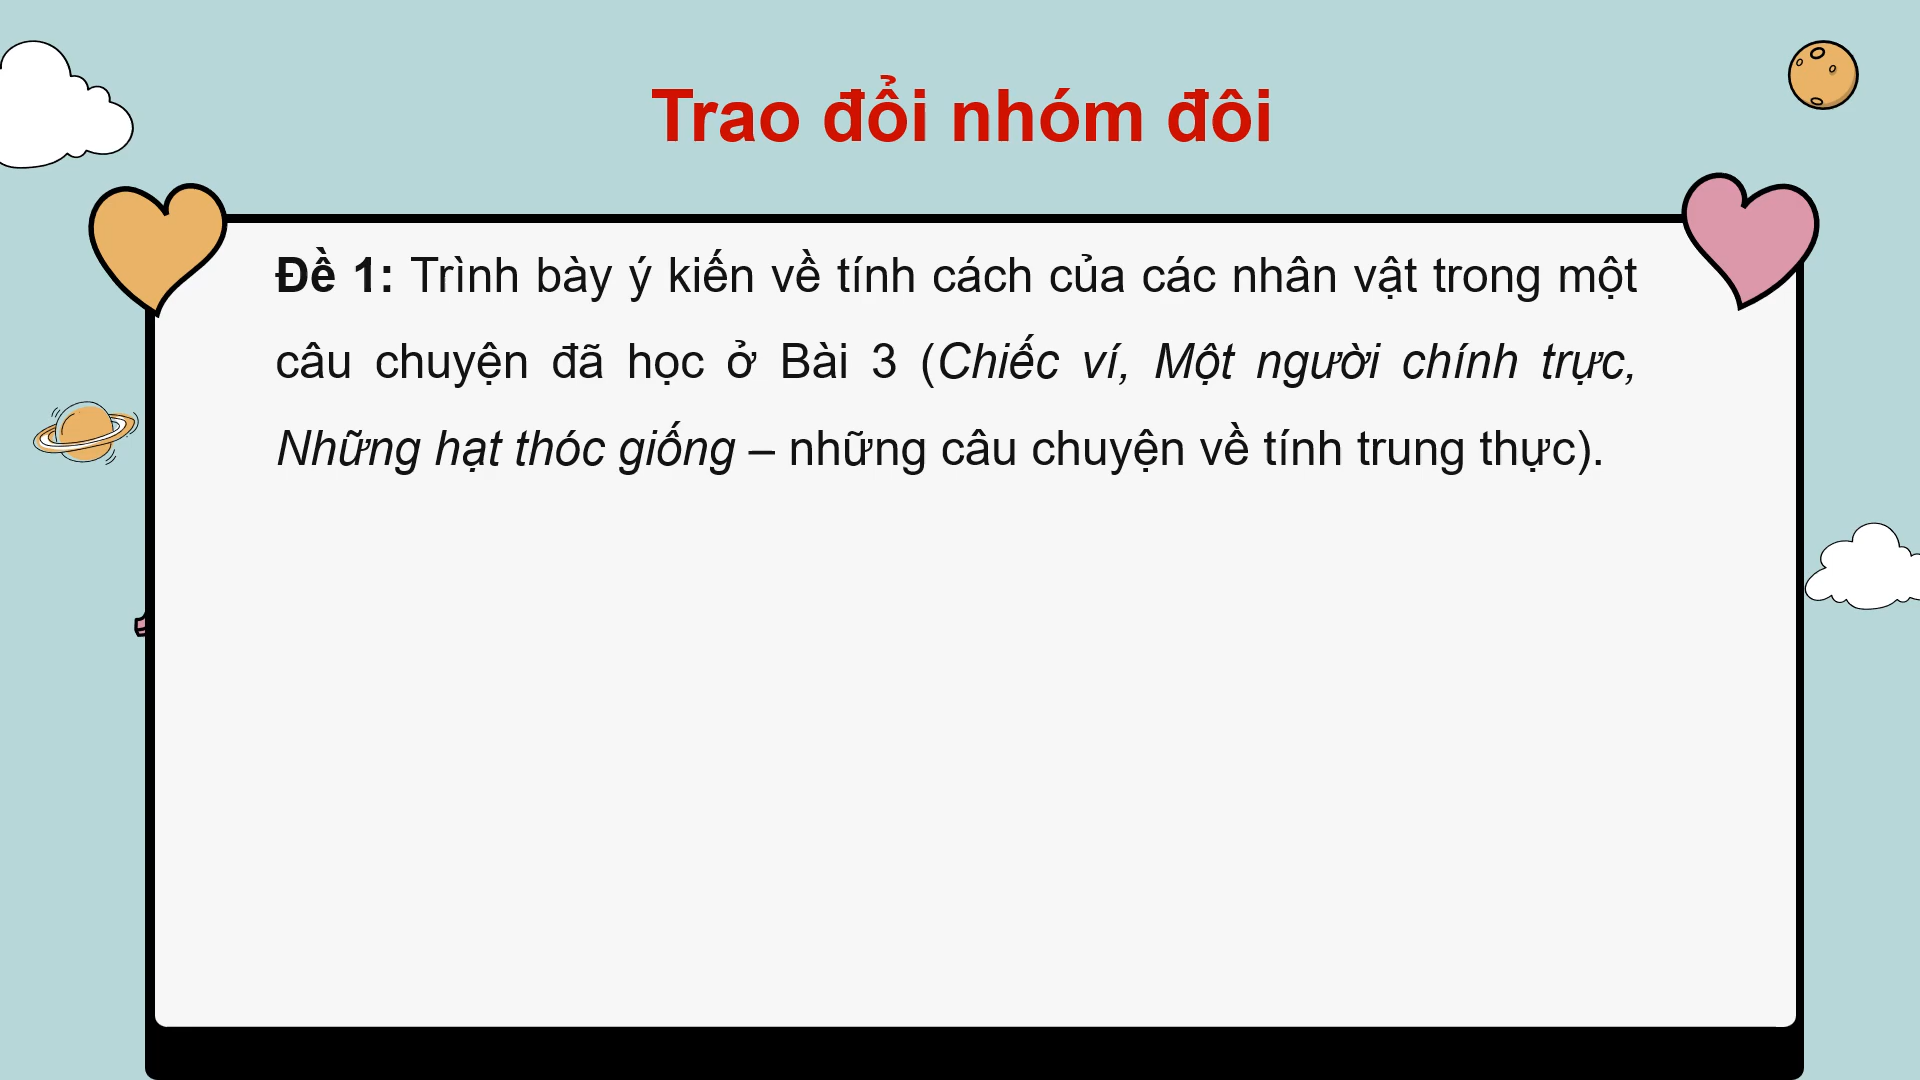 Trao đổi nhóm đôi
Đề 1: Trình bày ý kiến về tính cách của các nhân vật trong một
câu chuyện đã học ở Bài 3 (Chiếc ví, Một người chính trực,
Những hạt thóc giống – những câu chuyện về tính trung thực).